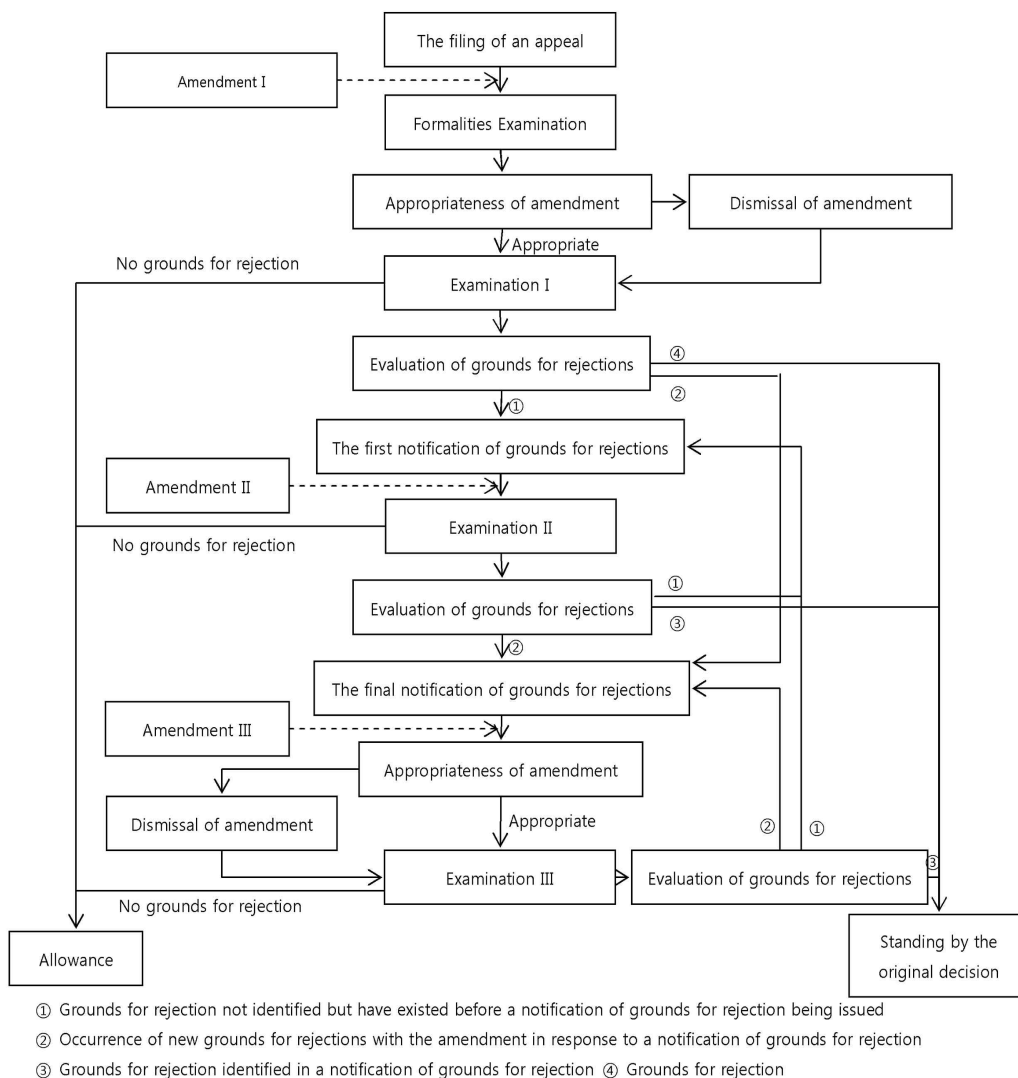 The filing of an appeal
Amendment I
Formalities Examination
Appropriateness of amendment
Dismissal of amendment
Appropriate
No grounds for rejection
Examination I
Evaluation of grounds for rejections
④
②
①
The first notification of grounds for rejections
Amendment II
Examination II
No grounds for rejection
①
Evaluation of grounds for rejections
③
②
The final notification of grounds for rejections
Amendment III
Appropriateness of amendment
Dismissal of amendment
Appropriate
②
①
Examination III
Evaluation of grounds for rejections
③
No grounds for rejection
Allowance
Standing by the
original decision
① Grounds for rejection not identified but have existed before a notification of grounds for rejection being issued
② Occurrence of new grounds for rejections with the amendment in response to a notification of grounds for rejection
③ Grounds for rejection identified in a notification of grounds for rejection ④ Grounds for rejection